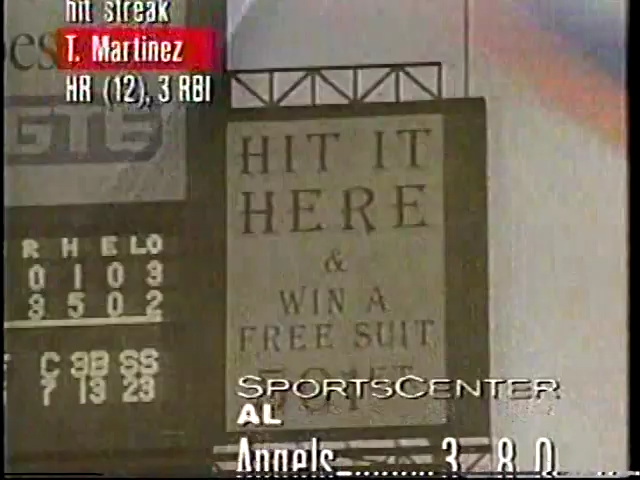 hit streak
T. Martinez
HR (12), 3 RBI
GTE
HIT IT
HERE
&
WIN A
FREE SUIT
R H E LO
0 1 0 3
3 5 0 2
C 3B SS
7 13 23
SPORTSCENTER
AL
Angels 3 8 0